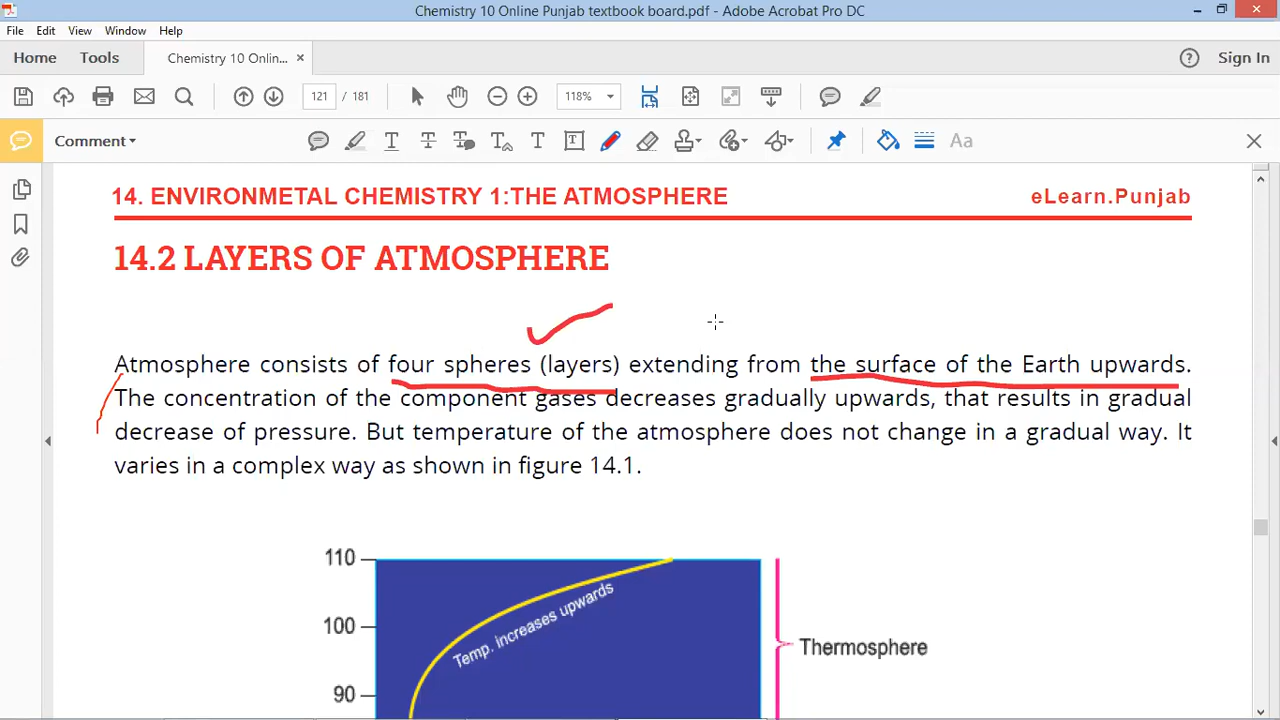 Chemistry 10 Online Punjab textbook board.pdf - Adobe Acrobat Pro DC
File Edit View Window Help
Home Tools Chemistry 10 Onlin... × Sign In
121 / 181 118%
Comment
14. ENVIRONMETAL CHEMISTRY 1:THE ATMOSPHERE eLearn.Punjab
14.2 LAYERS OF ATMOSPHERE
Atmosphere consists of four spheres (layers) extending from the surface of the Earth upwards.
The concentration of the component gases decreases gradually upwards, that results in gradual
decrease of pressure. But temperature of the atmosphere does not change in a gradual way. It
varies in a complex way as shown in figure 14.1.
110
Temp. increases upwards
100
Thermosphere
90